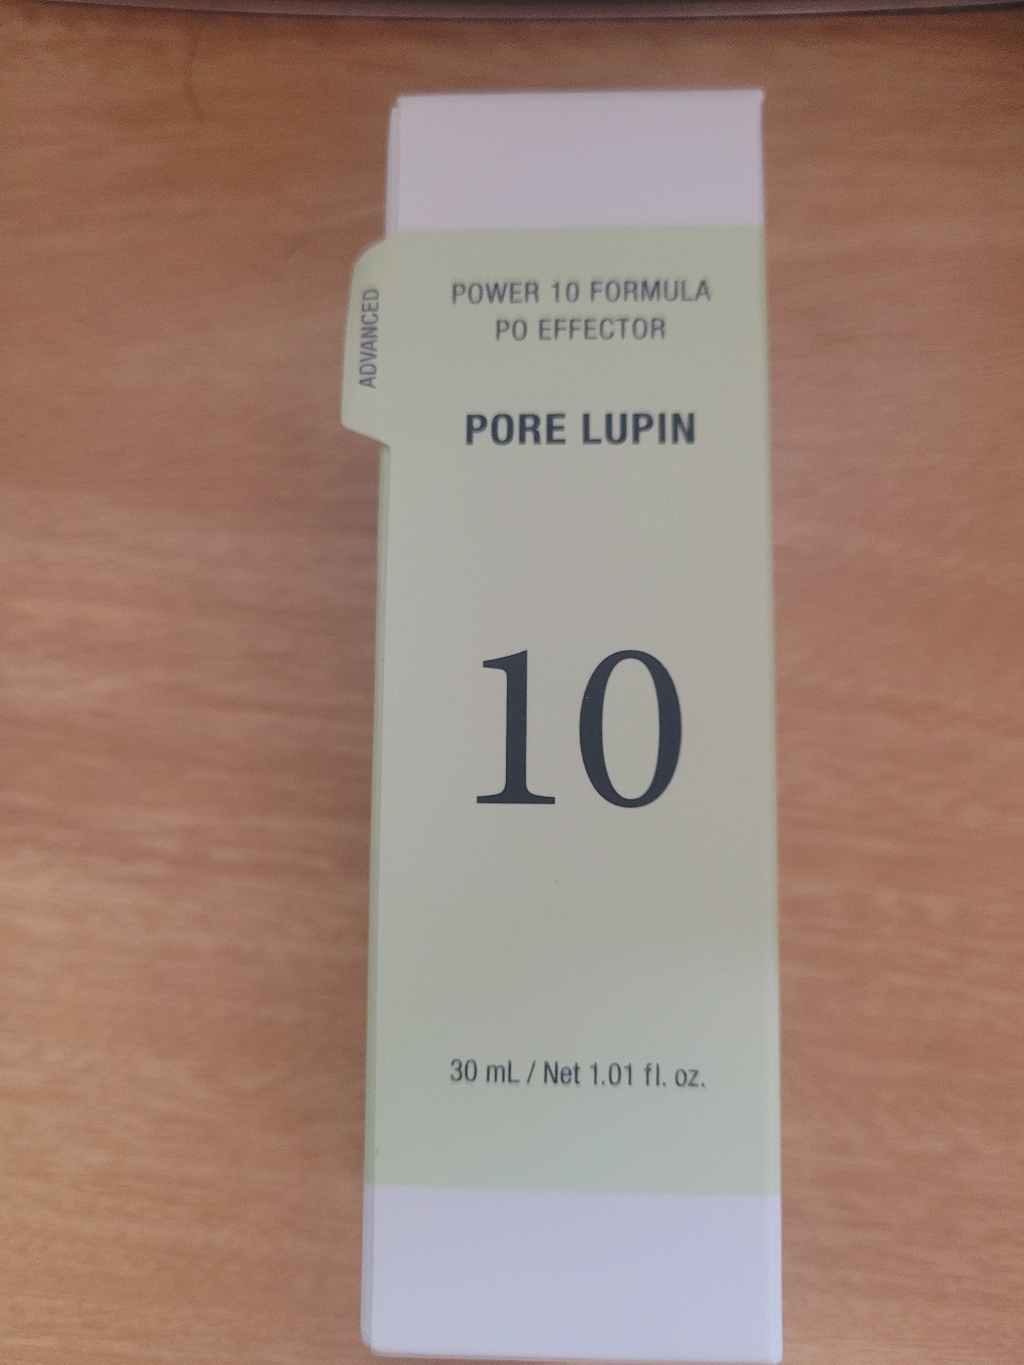 ADVANCED
POWER 10 FORMULA
PO EFFECTOR
PORE LUPIN
10
30 mL / Net 1.01 fl. oz.